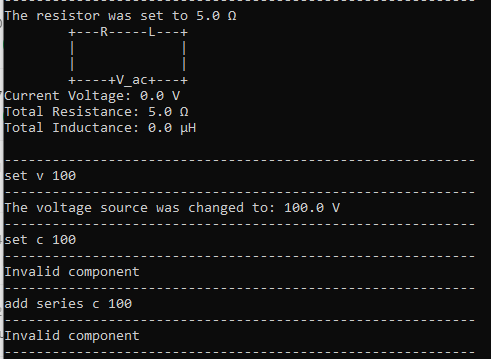 --------------------------------------------------------
The resistor was set to 5.0 Ω
+---R-----L---+
|             |
|             |
+----+V_ac+---+
Current Voltage: 0.0 V
Total Resistance: 5.0 Ω
Total Inductance: 0.0 µH
--------------------------------------------------------
set v 100
--------------------------------------------------------
The voltage source was changed to: 100.0 V
--------------------------------------------------------
set c 100
--------------------------------------------------------
Invalid component
--------------------------------------------------------
add series c 100
--------------------------------------------------------
Invalid component
--------------------------------------------------------